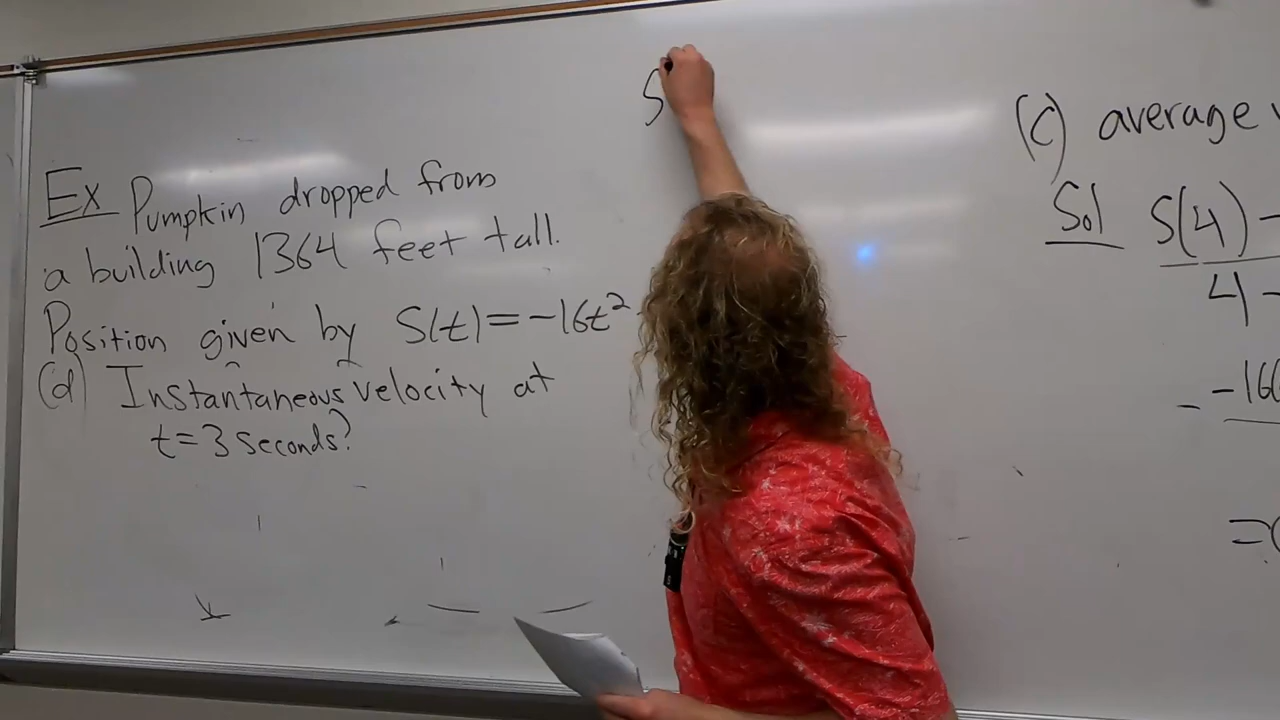 S
Ex Pumpkin dropped from
a building 1364 feet tall.
Position given by S(t)=-16t²
(d) Instantaneous velocity at
t=3 seconds?
(c) average
Sol S(4) -
4 -
- -16
=